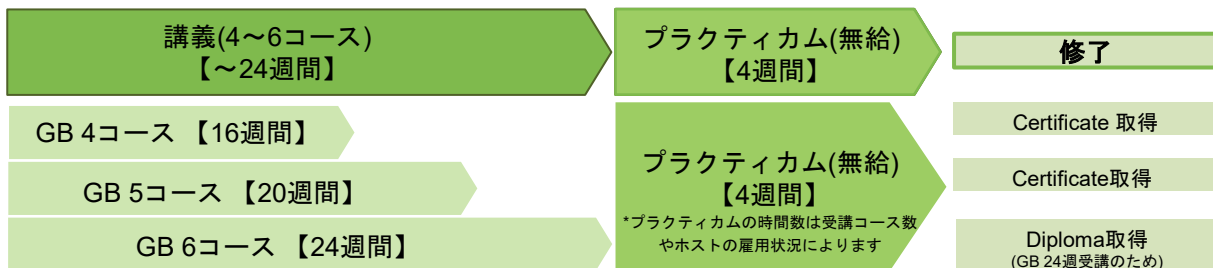 講義(4～6コース)
【～24週間】
プラクティカム(無給)
【4週間】
修了
GB 4コース 【16週間】
GB 5コース 【20週間】
GB 6コース 【24週間】
プラクティカム(無給)
【4週間】
*プラクティカムの時間数は受講コース数
やホストの雇用状況によります
Certificate 取得
Certificate取得
Diploma取得
(GB 24週受講のため)